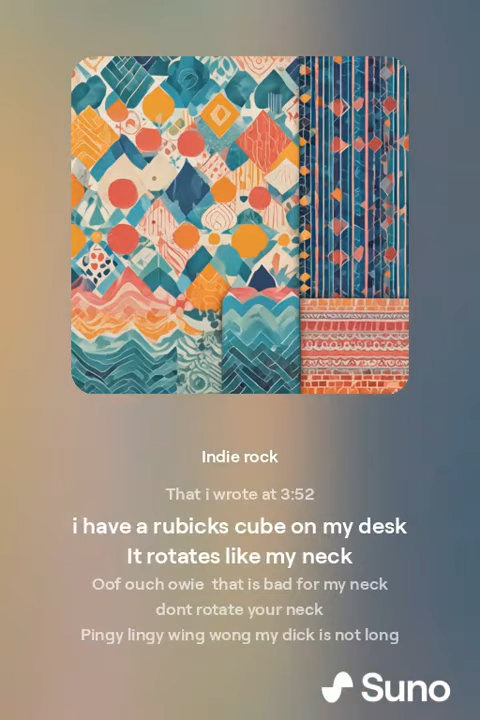 Indie rock
That i wrote at 3:52
i have a rubicks cube on my desk
It rotates like my neck
Oof ouch owie  that is bad for my neck
dont rotate your neck
Pingy lingy wing wong my dick is not long
Suno